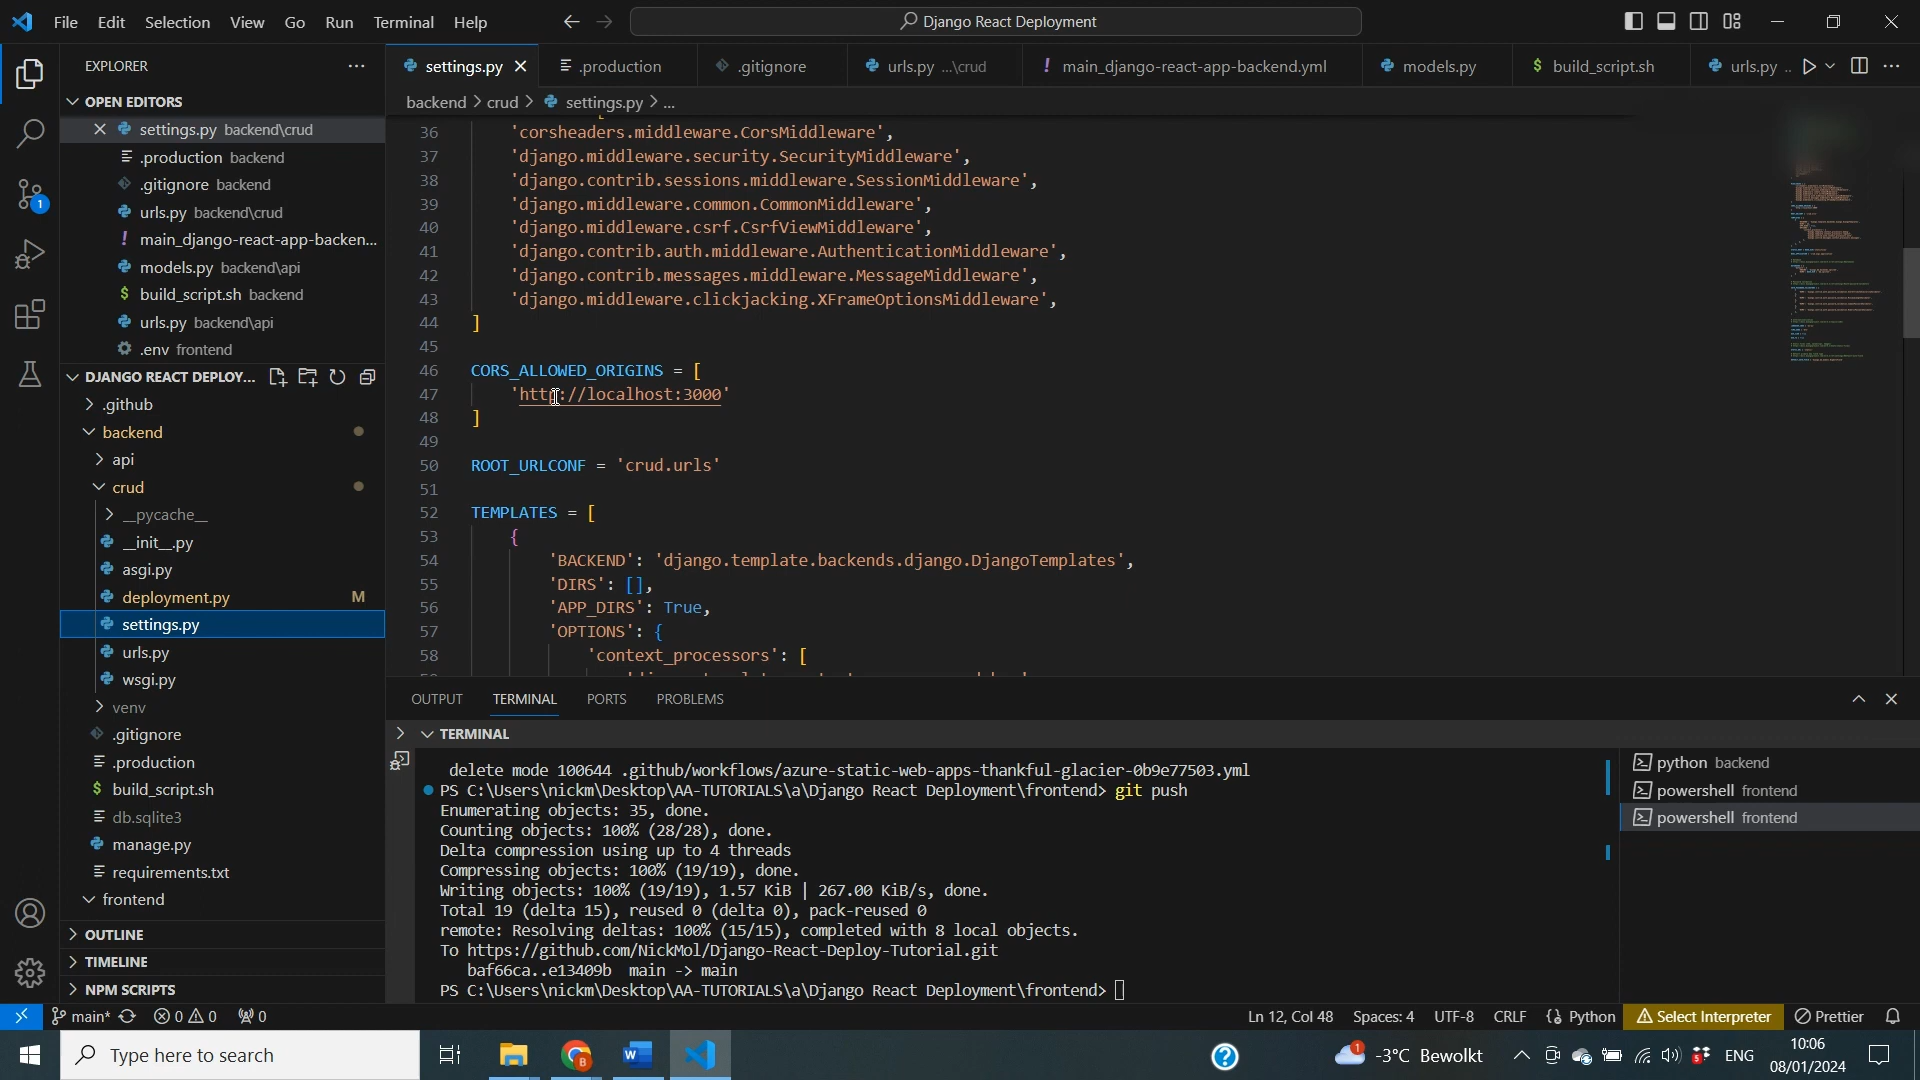 File Edit Selection View Go Run Terminal Help
Django React Deployment
EXPLORER
OPEN EDITORS
settings.py backend\crud
.production backend
.gitignore backend
urls.py backend\crud
! main_django-react-app-backen...
models.py backend\api
$ build_script.sh backend
urls.py backend\api
.env frontend
DJANGO REACT DEPLOY...
.github
backend
api
crud
__pycache__
__init__.py
asgi.py
deployment.py M
settings.py
urls.py
wsgi.py
venv
.gitignore
.production
$ build_script.sh
db.sqlite3
manage.py
requirements.txt
frontend
OUTLINE
TIMELINE
NPM SCRIPTS
settings.py .production .gitignore urls.py ...\crud ! main_django-react-app-backend.yml models.py $ build_script.sh urls.py ..
backend > crud > settings.py > ...
36 'corsheaders.middleware.CorsMiddleware',
37 'django.middleware.security.SecurityMiddleware',
38 'django.contrib.sessions.middleware.SessionMiddleware',
39 'django.middleware.common.CommonMiddleware',
40 'django.middleware.csrf.CsrfViewMiddleware',
41 'django.contrib.auth.middleware.AuthenticationMiddleware',
42 'django.contrib.messages.middleware.MessageMiddleware',
43 'django.middleware.clickjacking.XFrameOptionsMiddleware',
44 ]
45
46 CORS_ALLOWED_ORIGINS = [
47 'http://localhost:3000'
48 ]
49
50 ROOT_URLCONF = 'crud.urls'
51
52 TEMPLATES = [
53 {
54 'BACKEND': 'django.template.backends.django.DjangoTemplates',
55 'DIRS': [],
56 'APP_DIRS': True,
57 'OPTIONS': {
58 'context_processors': [
OUTPUT TERMINAL PORTS PROBLEMS
TERMINAL
delete mode 100644 .github/workflows/azure-static-web-apps-thankful-glacier-0b9e77503.yml
PS C:\Users\nickm\Desktop\AA-TUTORIALS\a\Django React Deployment\frontend> git push
Enumerating objects: 35, done.
Counting objects: 100% (28/28), done.
Delta compression using up to 4 threads
Compressing objects: 100% (19/19), done.
Writing objects: 100% (19/19), 1.57 KiB | 267.00 KiB/s, done.
Total 19 (delta 15), reused 0 (delta 0), pack-reused 0
remote: Resolving deltas: 100% (15/15), completed with 8 local objects.
To https://github.com/NickMol/Django-React-Deploy-Tutorial.git
baf66ca..e13409b main -> main
PS C:\Users\nickm\Desktop\AA-TUTORIALS\a\Django React Deployment\frontend>
python backend
powershell frontend
powershell frontend
main* 0 0 0
Ln 12, Col 48 Spaces: 4 UTF-8 CRLF Python Select Interpreter Prettier
Type here to search
-3°C Bewolkt
ENG
10:06
08/01/2024